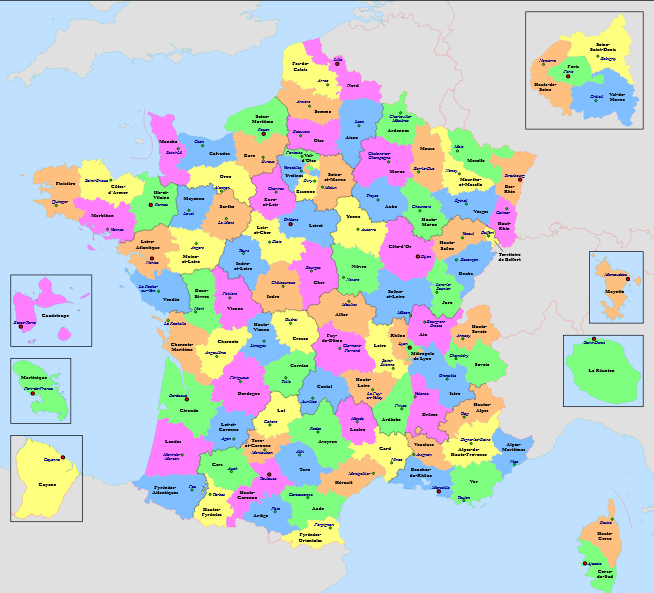 Pas-de-
Calais
Lille
Nord
Arras
Amiens
Somme
Seine-
Maritime
Rouen
Oise
Beauvais
Aisne
Laon
Charleville-
Mézières
Ardennes
Manche
Saint-Lô
Caen
Calvados
Eure
Évreux
Val-
d'Oise
Yvelines
Versailles
Essonne
Évry
Seine-
et-Marne
Melun
Châlons-en-
Champagne
Marne
Meuse
Bar-le-Duc
Metz
Moselle
Nancy
Meurthe-
et-Moselle
Strasbourg
Bas-
Rhin
Finistère
Quimper
Saint-Brieuc
Côtes-
d'Armor
Morbihan
Vannes
Ille-et-
Vilaine
Rennes
Mayenne
Laval
Orne
Alençon
Sarthe
Le Mans
Eure-
et-Loir
Chartres
Loir-
et-Cher
Blois
Orléans
Loiret
Yonne
Auxerre
Troyes
Aube
Chaumont
Haute-
Marne
Épinal
Vosges
Colmar
Haut-
Rhin
Belfort
Territoire
de Belfort
Haute-
Saône
Vesoul
Besançon
Doubs
Côte-d'Or
Dijon
Loire-
Atlantique
Nantes
Angers
Maine-et-
Loire
Tours
Indre-
et-Loire
Bourges
Cher
Châteauroux
Indre
Nièvre
Nevers
Saône-
et-Loire
Mâcon
Lons-le-
Saunier
Jura
La Roche-
sur-Yon
Vendée
Deux-
Sèvres
Niort
Poitiers
Vienne
La Rochelle
Charente-
Maritime
Charente
Angoulême
Haute-
Vienne
Limoges
Guéret
Creuse
Moulins
Allier
Puy-
de-Dôme
Clermont-
Ferrand
Loire
Saint-
Étienne
Rhône
Lyon
Métropole
de Lyon
Bourg-en-
Bresse
Ain
Annecy
Haute-
Savoie
Chambéry
Savoie
Grenoble
Isère
Corrèze
Tulle
Périgueux
Dordogne
Bordeaux
Gironde
Cantal
Aurillac
Haute-
Loire
Le Puy-
en-Velay
Privas
Ardèche
Valence
Drôme
Hautes-
Alpes
Gap
Lot
Cahors
Lot-et-
Garonne
Agen
Tarn-
et-Garonne
Montauban
Rodez
Aveyron
Mende
Lozère
Gard
Nîmes
Vaucluse
Avignon
Digne-les-Bains
Alpes-de-
Haute-Provence
Alpes-
Maritimes
Nice
Landes
Mont-de-
Marsan
Gers
Auch
Albi
Tarn
Toulouse
Haute-
Garonne
Hérault
Montpellier
Bouches-
du-Rhône
Marseille
Var
Toulon
Pyrénées-
Atlantiques
Pau
Tarbes
Hautes-
Pyrénées
Foix
Ariège
Carcassonne
Aude
Perpignan
Pyrénées-
Orientales
Bastia
Haute-
Corse
Ajaccio
Corse-
du-Sud
Seine-
Saint-Denis
Bobigny
Nanterre
Paris
Paris
Hauts-de-
Seine
Créteil
Val-de-
Marne
Mamoudzou
Mayotte
Saint-Denis
La Réunion
Basse-Terre
Guadeloupe
Martinique
Fort-de-France
Cayenne
Guyane